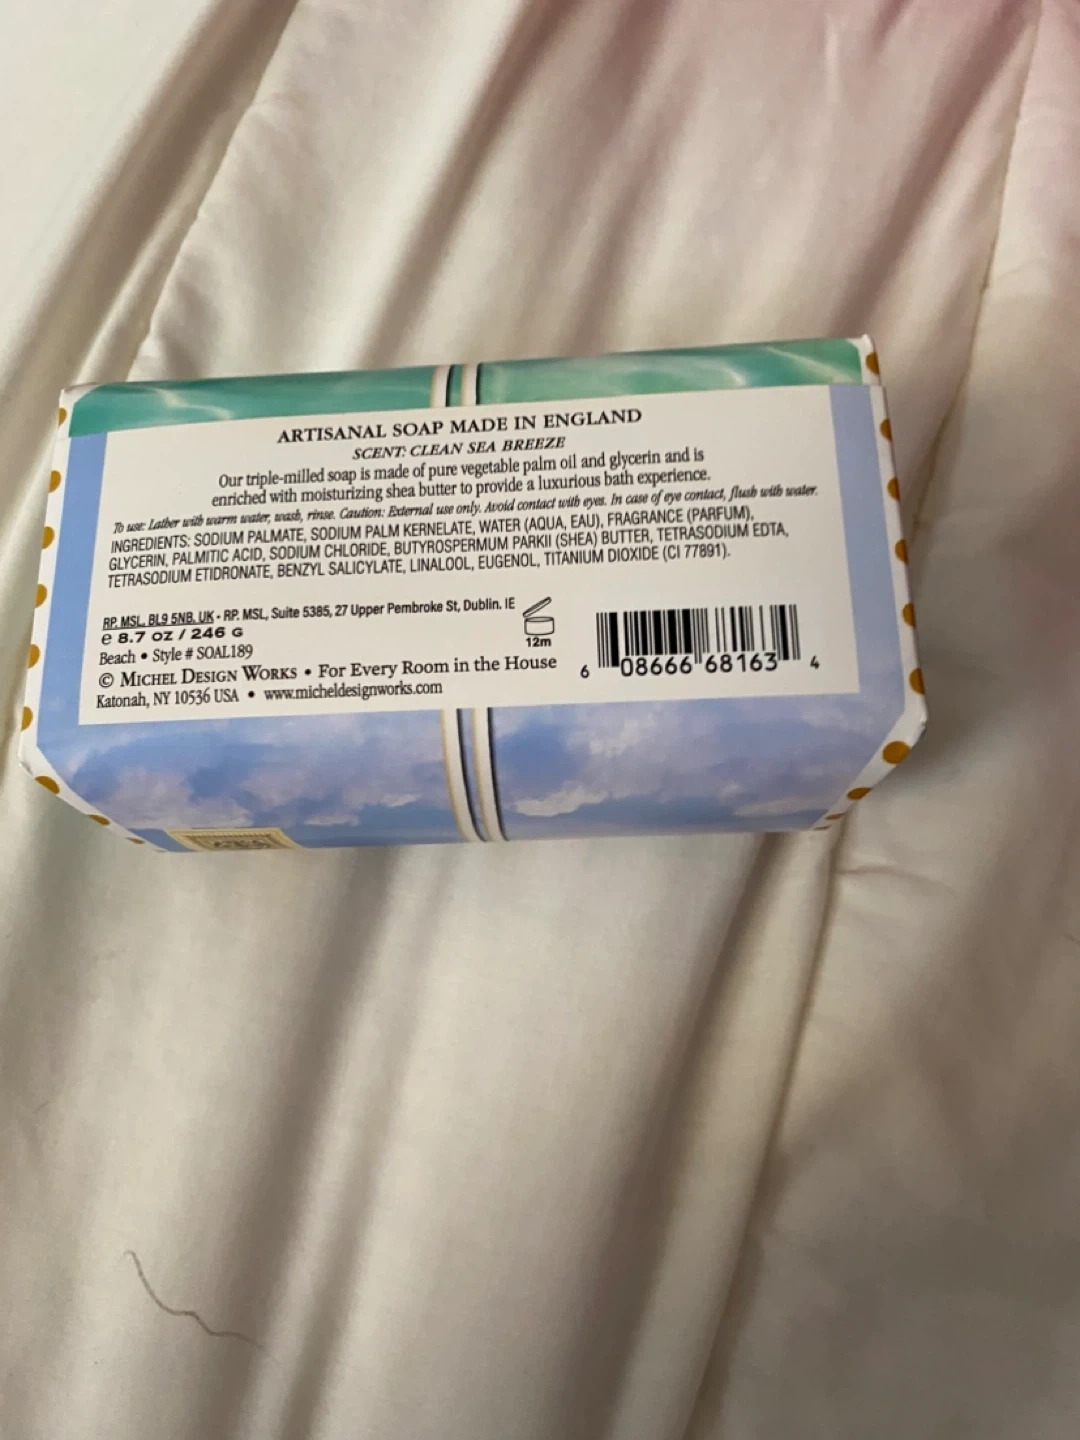 ARTISANAL SOAP MADE IN ENGLAND
SCENT: CLEAN SEA BREEZE
Our triple-milled soap is made of pure vegetable palm oil and glycerin and is
enriched with moisturizing shea butter to provide a luxurious bath experience.
To use: Lather with warm water, wash, rinse. Caution: External use only. Avoid contact with eyes. In case of eye contact, flush with water.
INGREDIENTS: SODIUM PALMATE, SODIUM PALM KERNELATE, WATER (AQUA, EAU), FRAGRANCE (PARFUM),
GLYCERIN, PALMITIC ACID, SODIUM CHLORIDE, BUTYROSPERMUM PARKII (SHEA) BUTTER, TETRASODIUM EDTA,
TETRASODIUM ETIDRONATE, BENZYL SALICYLATE, LINALOOL, EUGENOL, TITANIUM DIOXIDE (CI 77891).
RP. MSL, BL9 5NB. UK • RP. MSL, Suite 5385, 27 Upper Pembroke St, Dublin. IE
e 8.7 OZ / 246 G
12m
Beach • Style # SOAL189
© MICHEL DESIGN WORKS • For Every Room in the House
Katonah, NY 10536 USA • www.micheldesignworks.com
6 08666 68163 4